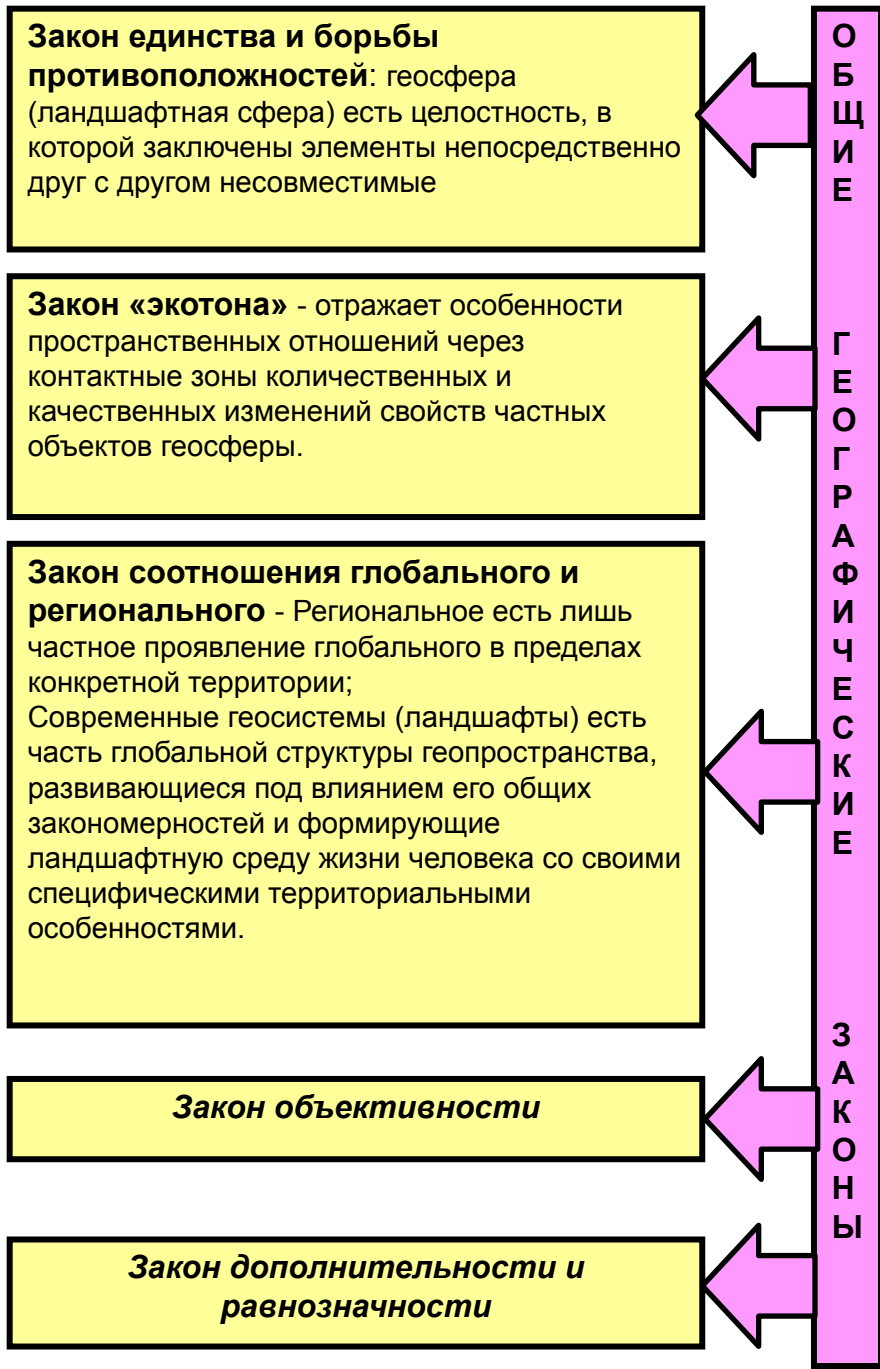 Закон единства и борьбы
противоположностей: геосфера
(ландшафтная сфера) есть целостность, в
которой заключены элементы непосредственно
друг с другом несовместимые
Закон «экотона» - отражает особенности
пространственных отношений через
контактные зоны количественных и
качественных изменений свойств частных
объектов геосферы.
Закон соотношения глобального и
регионального - Региональное есть лишь
частное проявление глобального в пределах
конкретной территории;
Современные геосистемы (ландшафты) есть
часть глобальной структуры геопространства,
развивающиеся под влиянием его общих
закономерностей и формирующие
ландшафтную среду жизни человека со своими
специфическими территориальными
особенностями.
Закон объективности
Закон дополнительности и
равнозначности
ОБЩИЕ ГЕОГРАФИЧЕСКИЕ ЗАКОНЫ